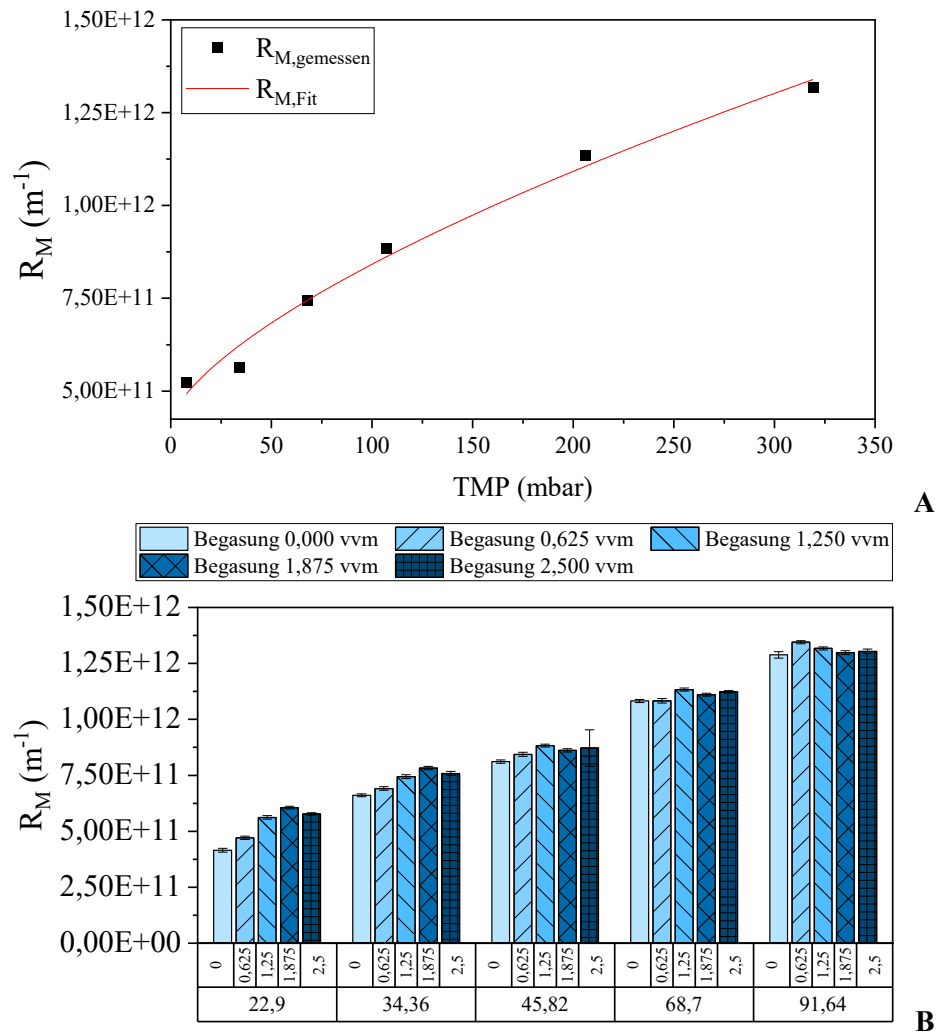 1,50E+12
1,25E+12
1,00E+12
7,50E+11
5,00E+11
R_M (m^-1)
R_M,gemessen
R_M,Fit
0 50 100 150 200 250 300 350
TMP (mbar)
A
Begasung 0,000 vvm Begasung 0,625 vvm Begasung 1,250 vvm
Begasung 1,875 vvm Begasung 2,500 vvm
1,50E+12
1,25E+12
1,00E+12
7,50E+11
5,00E+11
2,50E+11
0,00E+00
R_M (m^-1)
0 0,625 1,25 1,875 2,5 0 0,625 1,25 1,875 2,5 0 0,625 1,25 1,875 2,5 0 0,625 1,25 1,875 2,5 0 0,625 1,25 1,875 2,5
22,9 34,36 45,82 68,7 91,64
B